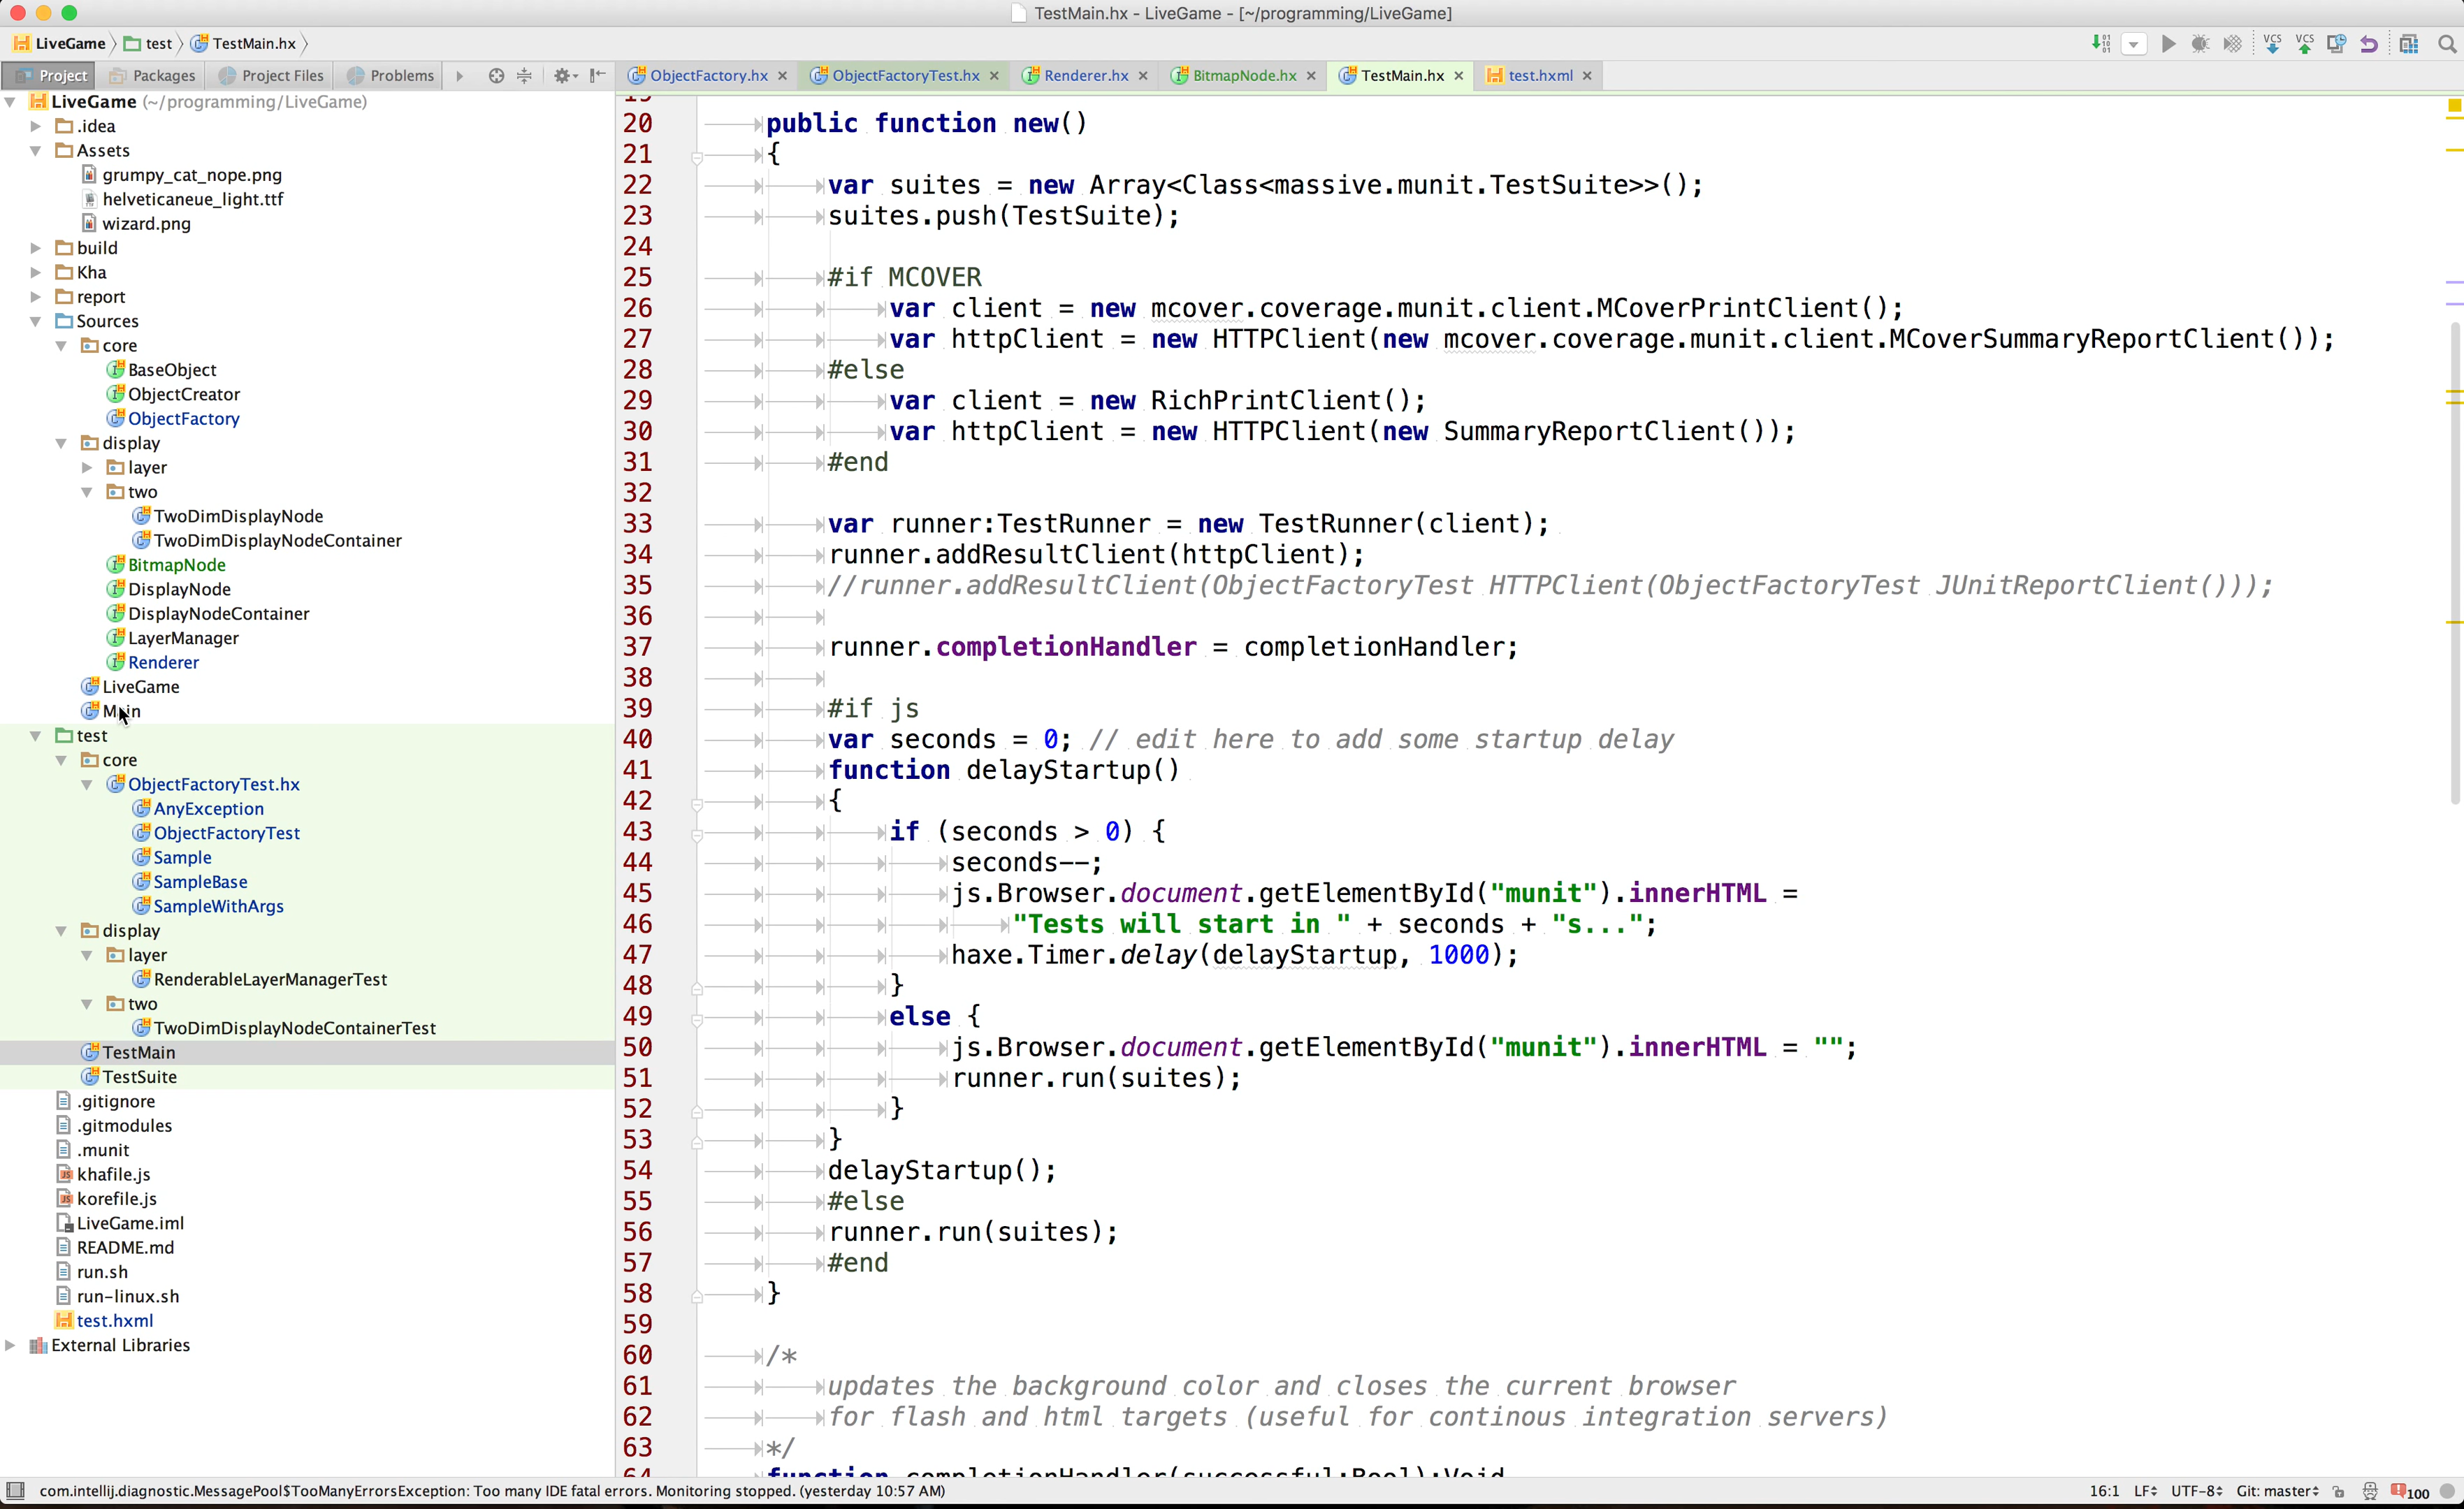 TestMain.hx - LiveGame - [~/programming/LiveGame]
LiveGame test TestMain.hx
Project Packages Project Files Problems
ObjectFactory.hx ObjectFactoryTest.hx Renderer.hx BitmapNode.hx TestMain.hx test.hxml
LiveGame (~/programming/LiveGame)
.idea
Assets
grumpy_cat_nope.png
helveticaneue_light.ttf
wizard.png
build
Kha
report
Sources
core
BaseObject
ObjectCreator
ObjectFactory
display
layer
two
TwoDimDisplayNode
TwoDimDisplayNodeContainer
BitmapNode
DisplayNode
DisplayNodeContainer
LayerManager
Renderer
LiveGame
Main
test
core
ObjectFactoryTest.hx
AnyException
ObjectFactoryTest
Sample
SampleBase
SampleWithArgs
display
layer
RenderableLayerManagerTest
two
TwoDimDisplayNodeContainerTest
TestMain
TestSuite
.gitignore
.gitmodules
.munit
khafile.js
korefile.js
LiveGame.iml
README.md
run.sh
run-linux.sh
test.hxml
External Libraries
19
20 public function new()
21 {
22 var suites = new Array<Class<massive.munit.TestSuite>>();
23 suites.push(TestSuite);
24
25 #if MCOVER
26 var client = new mcover.coverage.munit.client.MCoverPrintClient();
27 var httpClient = new HTTPClient(new mcover.coverage.munit.client.MCoverSummaryReportClient());
28 #else
29 var client = new RichPrintClient();
30 var httpClient = new HTTPClient(new SummaryReportClient());
31 #end
32
33 var runner:TestRunner = new TestRunner(client);
34 runner.addResultClient(httpClient);
35 //runner.addResultClient(ObjectFactoryTest HTTPClient(ObjectFactoryTest JUnitReportClient()));
36
37 runner.completionHandler = completionHandler;
38
39 #if js
40 var seconds = 0; // edit here to add some startup delay
41 function delayStartup()
42 {
43 if (seconds > 0) {
44 seconds--;
45 js.Browser.document.getElementById("munit").innerHTML =
46 "Tests will start in " + seconds + "s...";
47 haxe.Timer.delay(delayStartup, 1000);
48 }
49 else {
50 js.Browser.document.getElementById("munit").innerHTML = "";
51 runner.run(suites);
52 }
53 }
54 delayStartup();
55 #else
56 runner.run(suites);
57 #end
58 }
59
60 /*
61 updates the background color and closes the current browser
62 for flash and html targets (useful for continous integration servers)
63 */
64 function completionHandler(successful:Bool):Void
com.intellij.diagnostic.MessagePool$TooManyErrorsException: Too many IDE fatal errors. Monitoring stopped. (yesterday 10:57 AM)
16:1 LF UTF-8 Git: master 100